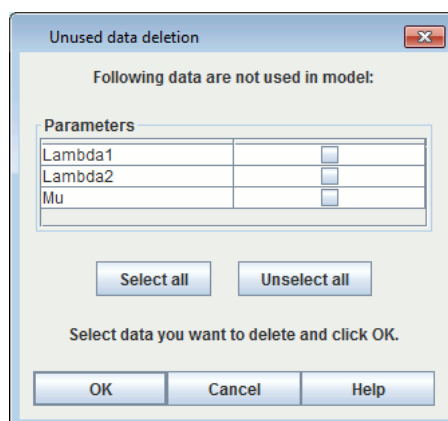 Unused data deletion
Following data are not used in model:
Parameters
Lambda1
Lambda2
Mu
Select all Unselect all
Select data you want to delete and click OK.
OK Cancel Help